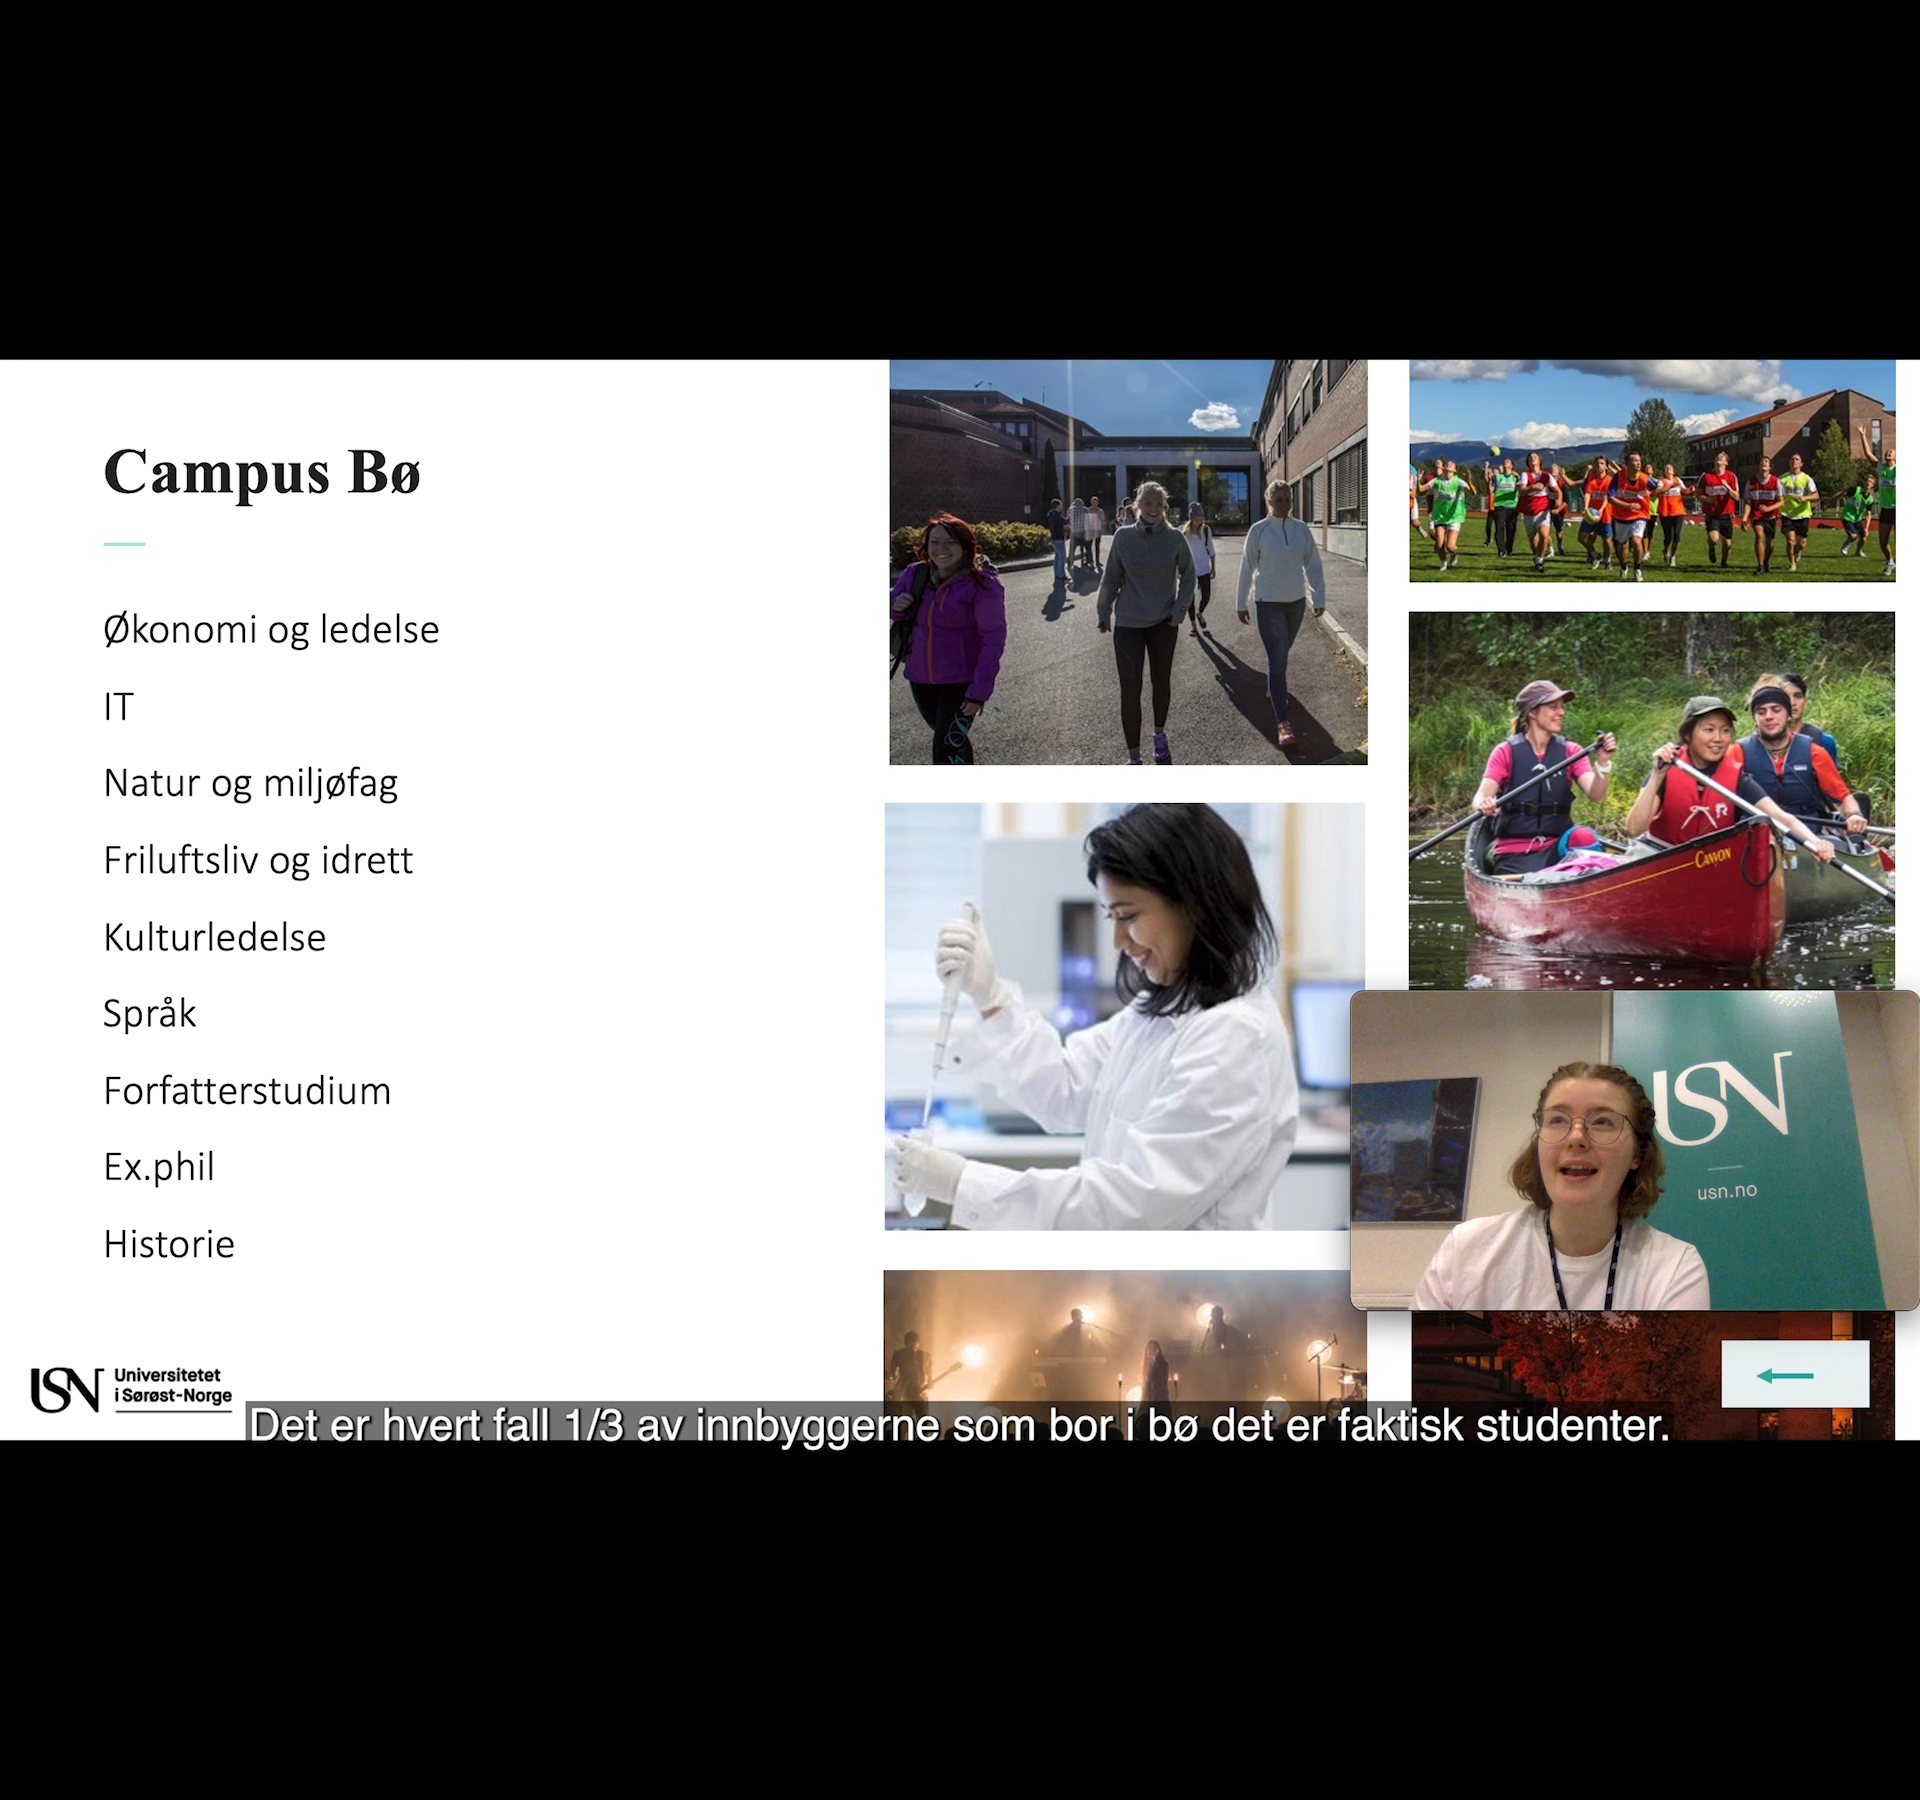 Campus Bø
Økonomi og ledelse
IT
Natur og miljøfag
Friluftsliv og idrett
Kulturledelse
Språk
Forfatterstudium
Ex.phil
Historie
CANYON
USN
usn.no
USN Universitetet
i Sørøst-Norge
Det er hvert fall 1/3 av innbyggerne som bor i bø det er faktisk studenter.